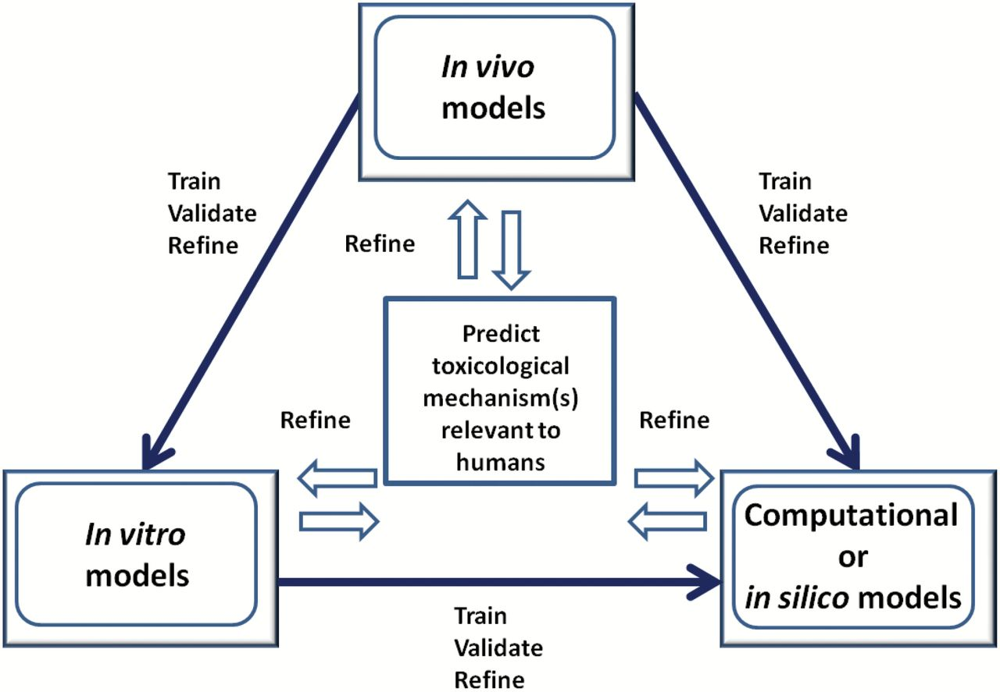 In vivo
models
Train
Validate
Refine
Train
Validate
Refine
Refine
Predict
toxicological
mechanism(s)
relevant to
humans
Refine
Refine
In vitro
models
Computational
or
in silico models
Train
Validate
Refine